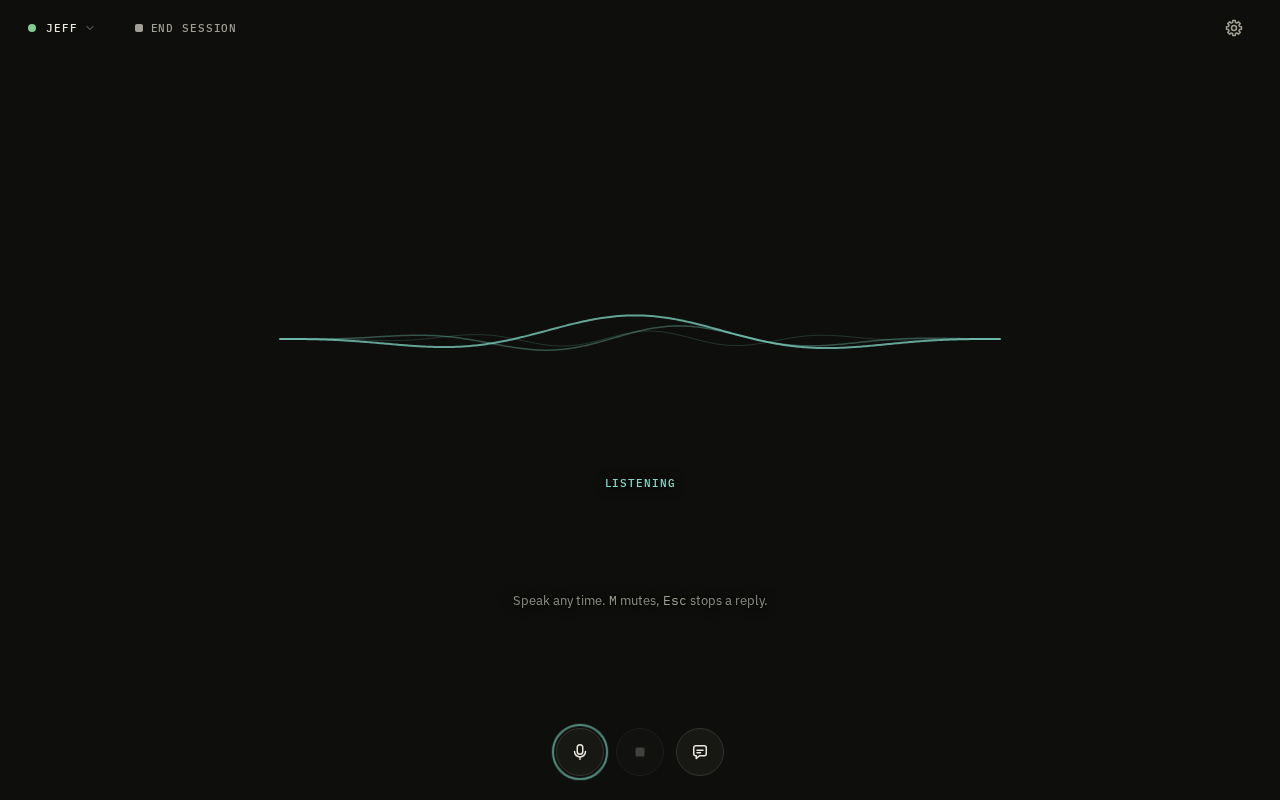 JEFF
END SESSION
LISTENING
Speak any time. M mutes, Esc stops a reply.